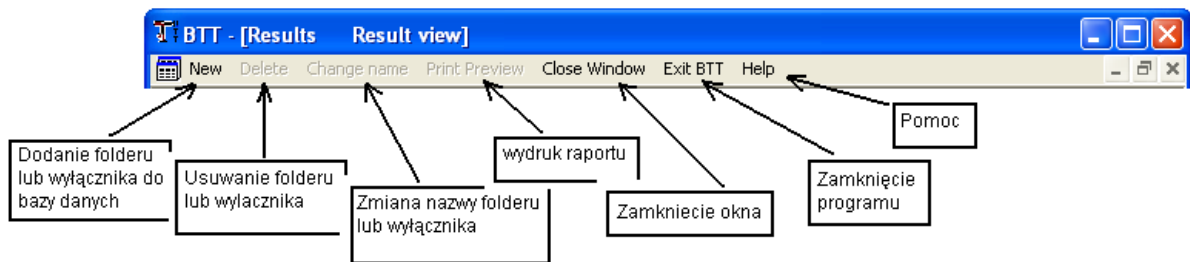 BTT - [Results Result view]
New Delete Change name Print Preview Close Window Exit BTT Help
Dodanie folderu
lub wyłącznika do
bazy danych
Usuwanie folderu
lub wylacznika
Zmiana nazwy folderu
lub wyłącznika
wydruk raportu
Zamkniecie okna
Zamknięcie
programu
Pomoc